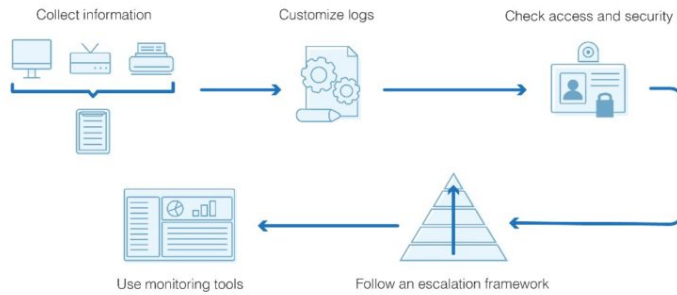 Collect information
Customize logs
Check access and security
Follow an escalation framework
Use monitoring tools